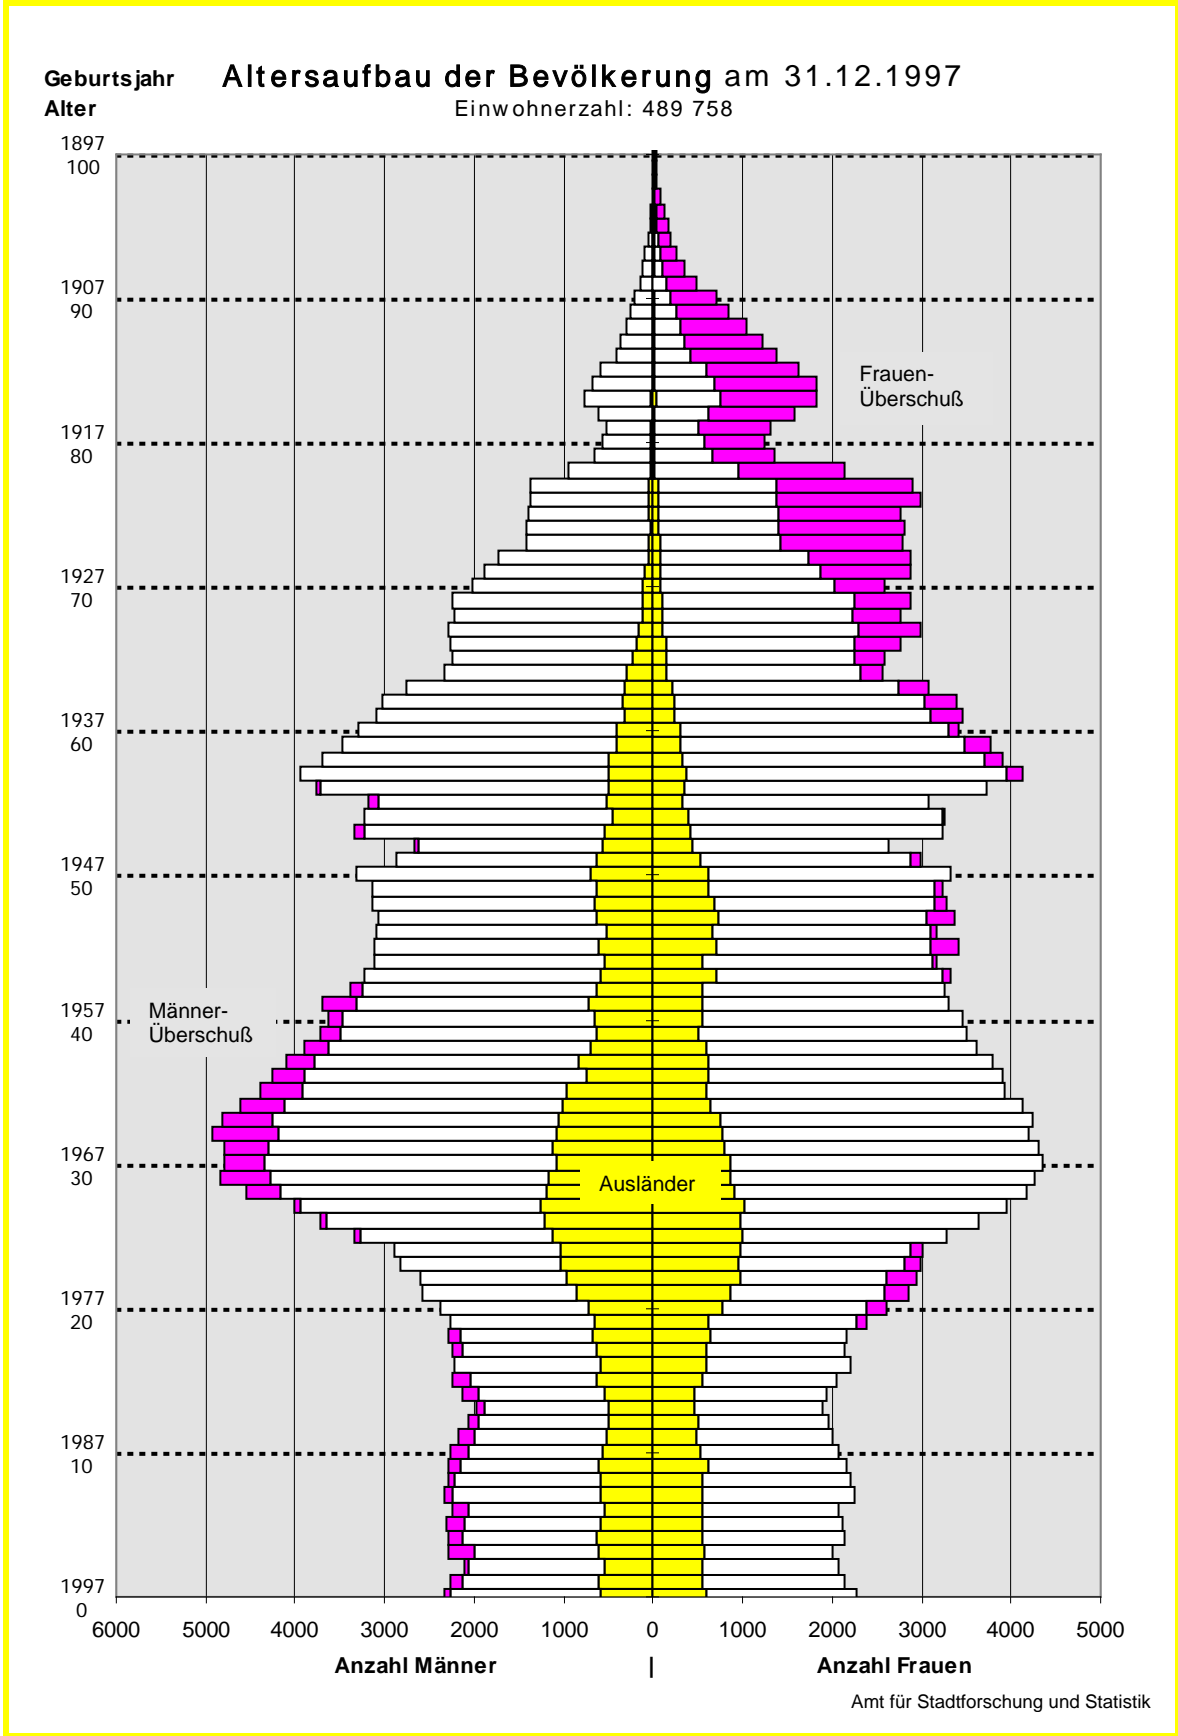 Geburtsjahr Altersaufbau der Bevölkerung am 31.12.1997
Alter Einwohnerzahl: 489 758
1897
100
1907
90
Frauen-
Überschuß
1917
80
1927
70
1937
60
1947
50
1957
40
Männer-
Überschuß
1967
30
Ausländer
1977
20
1987
10
1997
0
6000 5000 4000 3000 2000 1000 0 1000 2000 3000 4000 5000
Anzahl Männer | Anzahl Frauen
Amt für Stadtforschung und Statistik